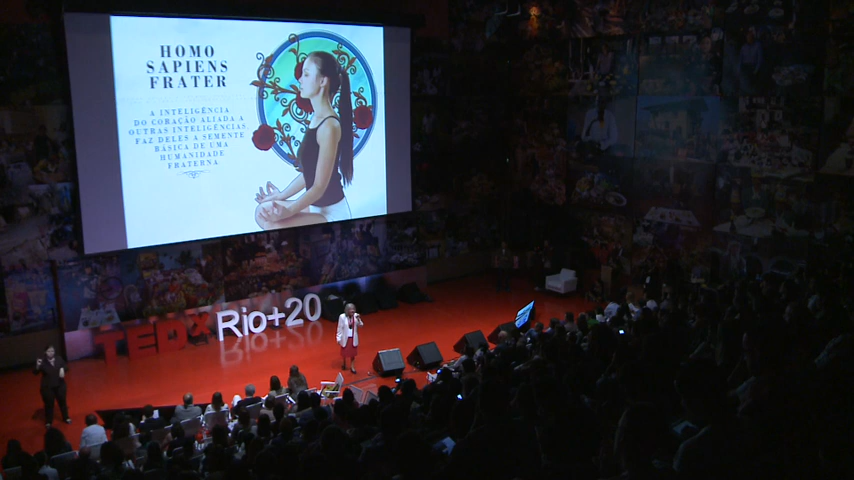 HOMO
SAPIENS
FRATER
A INTELIGÊNCIA
DO CORAÇÃO ALIADA A
OUTRAS INTELIGÊNCIAS,
FAZ DELES A SEMENTE
BÁSICA DE UMA
HUMANIDADE
FRATERNA
TEDx Rio+20